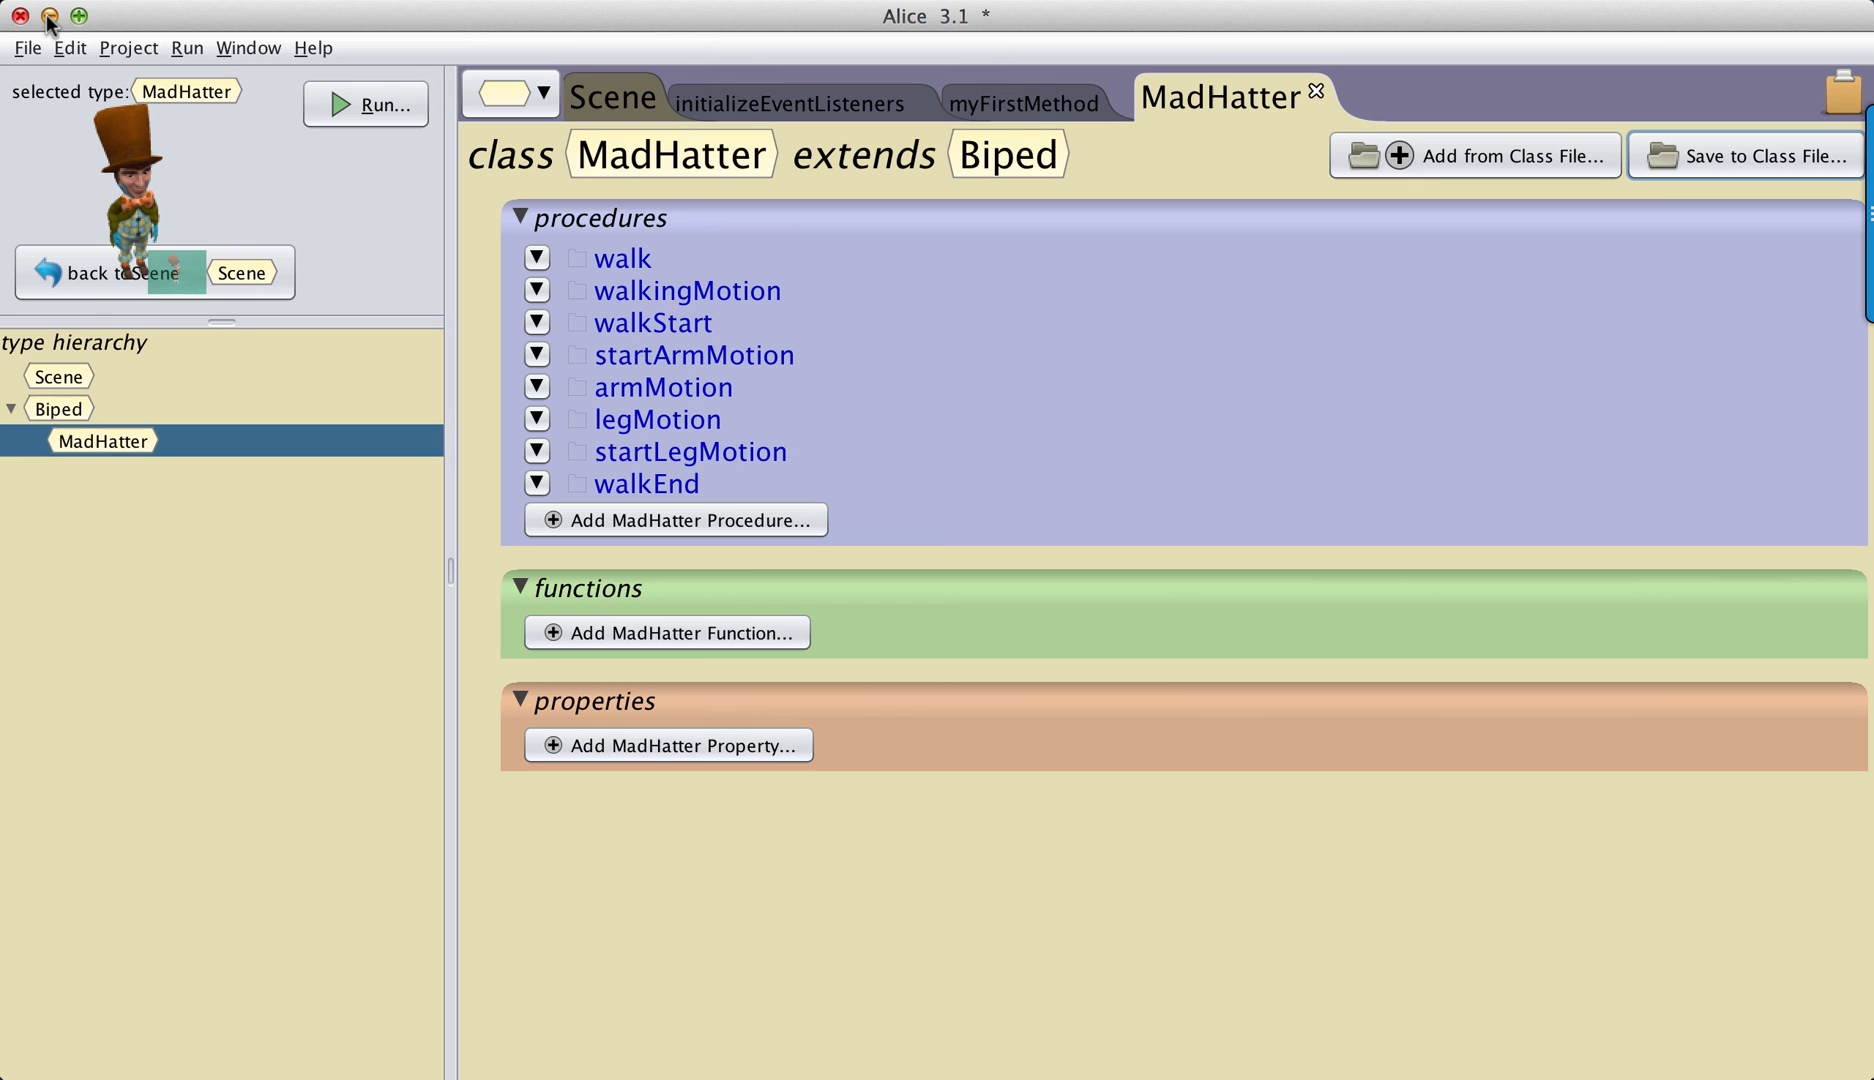 Alice 3.1 *
File Edit Project Run Window Help
selected type: MadHatter
Run...
back to Scene Scene
type hierarchy
Scene
Biped
MadHatter
Scene initializeEventListeners myFirstMethod MadHatter
class MadHatter extends Biped
Add from Class File...
Save to Class File...
procedures
walk
walkingMotion
walkStart
startArmMotion
armMotion
legMotion
startLegMotion
walkEnd
Add MadHatter Procedure...
functions
Add MadHatter Function...
properties
Add MadHatter Property...